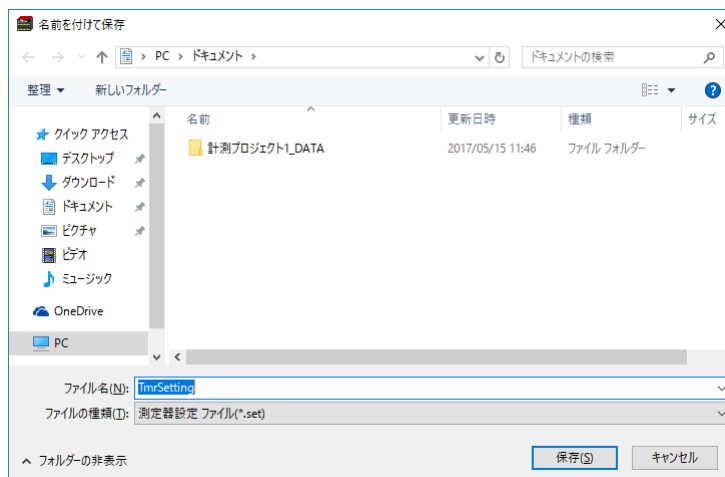 名前を付けて保存
PC › ドキュメント ›
ドキュメントの検索
整理
新しいフォルダー
名前 更新日時 種類 サイズ
計測プロジェクト1_DATA 2017/05/15 11:46 ファイル フォルダー
クイック アクセス
デスクトップ
ダウンロード
ドキュメント
ピクチャ
ビデオ
ミュージック
OneDrive
PC
ファイル名(N): TmrSetting
ファイルの種類(T): 測定器設定 ファイル(*.set)
フォルダーの非表示
保存(S) キャンセル